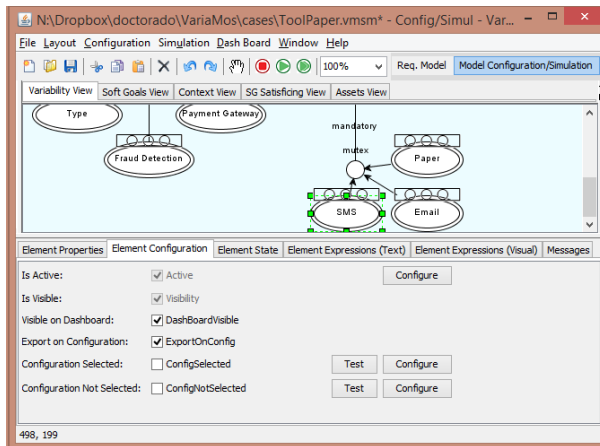 N:\Dropbox\doctorado\VariaMos\cases\ToolPaper.vmsm* - Config/Simul - Var...
File Layout Configuration Simulation Dash Board Window Help
100% Req. Model Model Configuration/Simulation
Variability View Soft Goals View Context View SG Satisficing View Assets View
Type Payment Gateway
mandatory
Fraud Detection mutex Paper
SMS Email
Element Properties Element Configuration Element State Element Expressions (Text) Element Expressions (Visual) Messages
Is Active: Active Configure
Is Visible: Visibility
Visible on Dashboard: DashBoardVisible
Export on Configuration: ExportOnConfig
Configuration Selected: ConfigSelected Test Configure
Configuration Not Selected: ConfigNotSelected Test Configure
498, 199